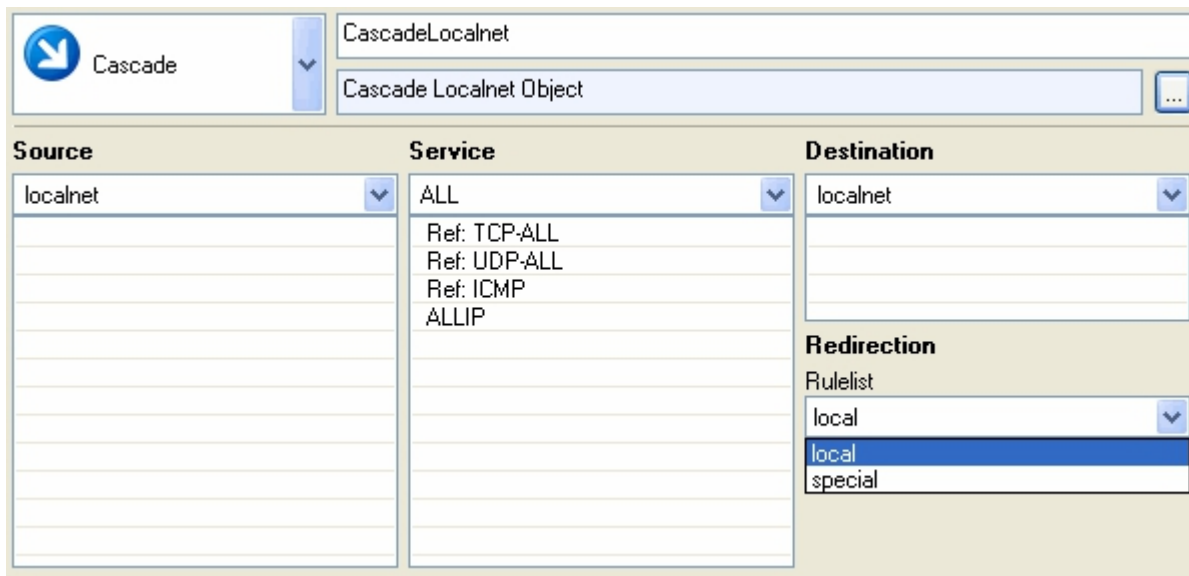 Cascade
CascadeLocalnet
Cascade Localnet Object
...
Source
Service
Destination
localnet
ALL
localnet
Ref: TCP-ALL
Ref: UDP-ALL
Ref: ICMP
ALLIP
Redirection
Rulelist
local
local
special